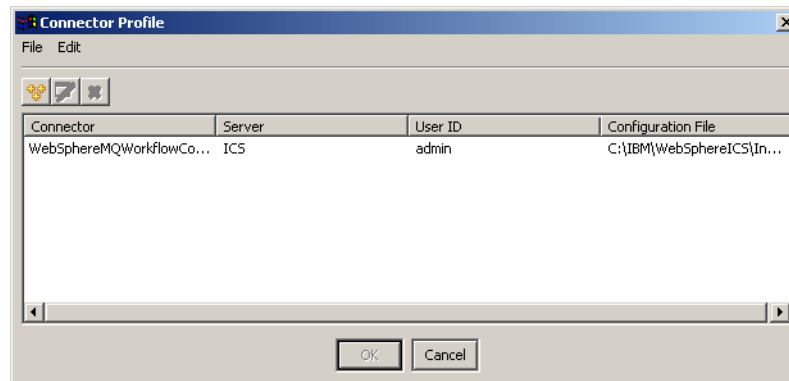 Connector Profile
File Edit
Connector Server User ID Configuration File
WebSphereMQWorkflowCo... ICS admin C:\IBM\WebSphereICS\In...
OK Cancel